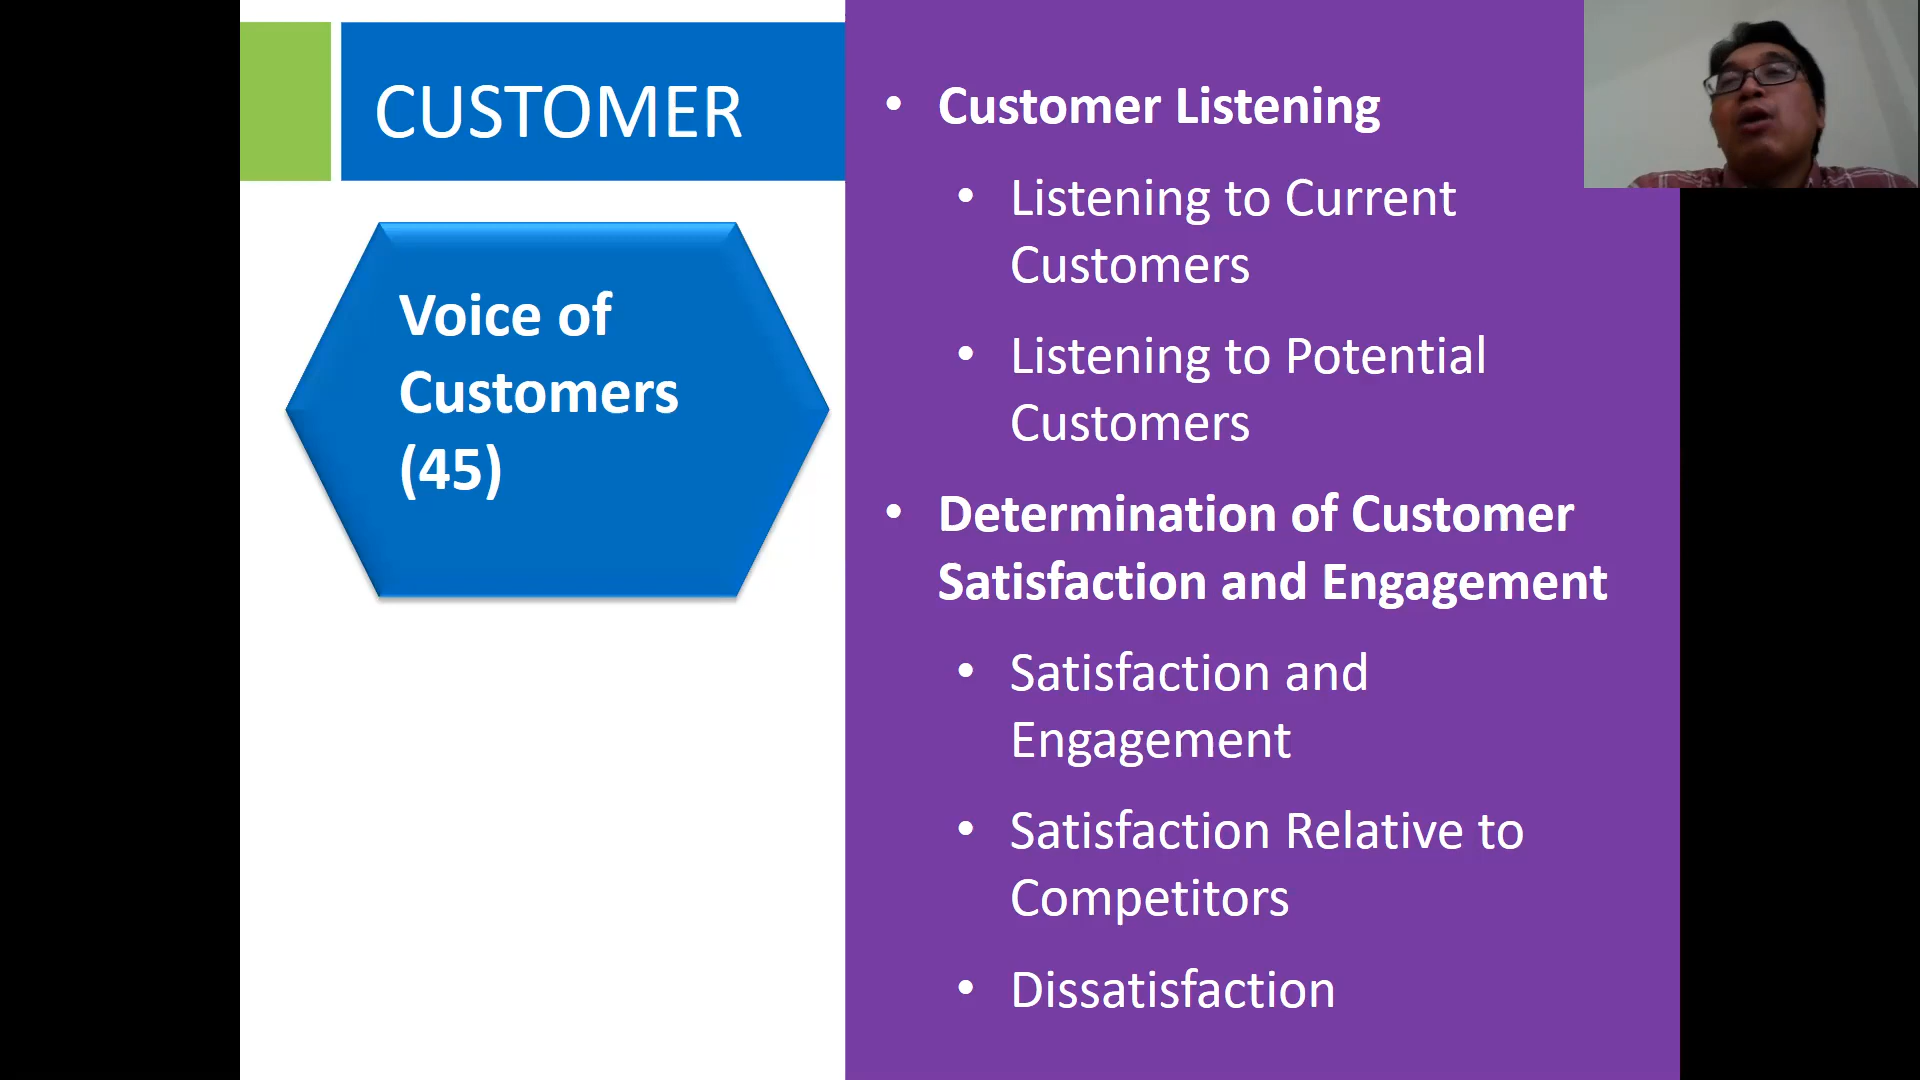 CUSTOMER
Voice of
Customers
(45)
• Customer Listening
• Listening to Current
Customers
• Listening to Potential
Customers
• Determination of Customer
Satisfaction and Engagement
• Satisfaction and
Engagement
• Satisfaction Relative to
Competitors
• Dissatisfaction